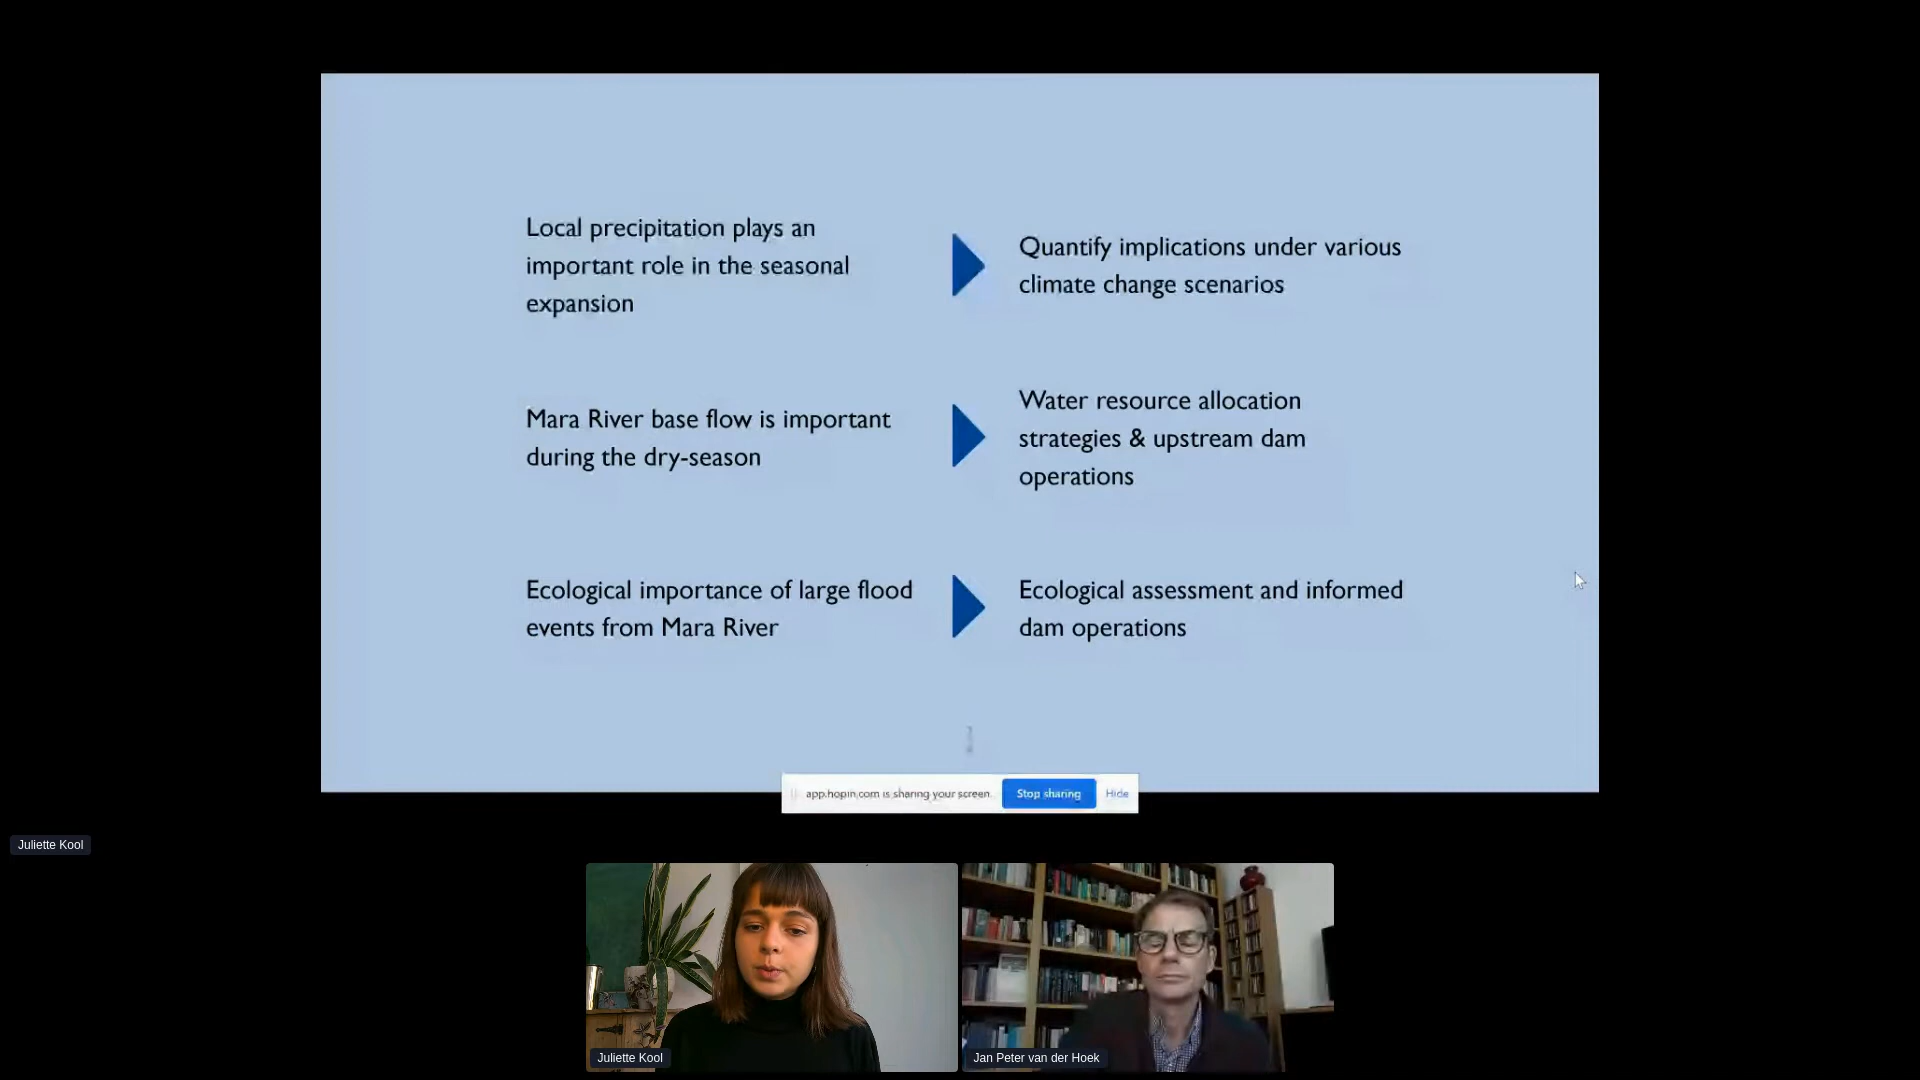 Local precipitation plays an
important role in the seasonal
expansion
Quantify implications under various
climate change scenarios
Mara River base flow is important
during the dry-season
Water resource allocation
strategies & upstream dam
operations
Ecological importance of large flood
events from Mara River
Ecological assessment and informed
dam operations
app.hopin.com is sharing your screen.
Stop sharing
Hide
Juliette Kool
Juliette Kool
Jan Peter van der Hoek